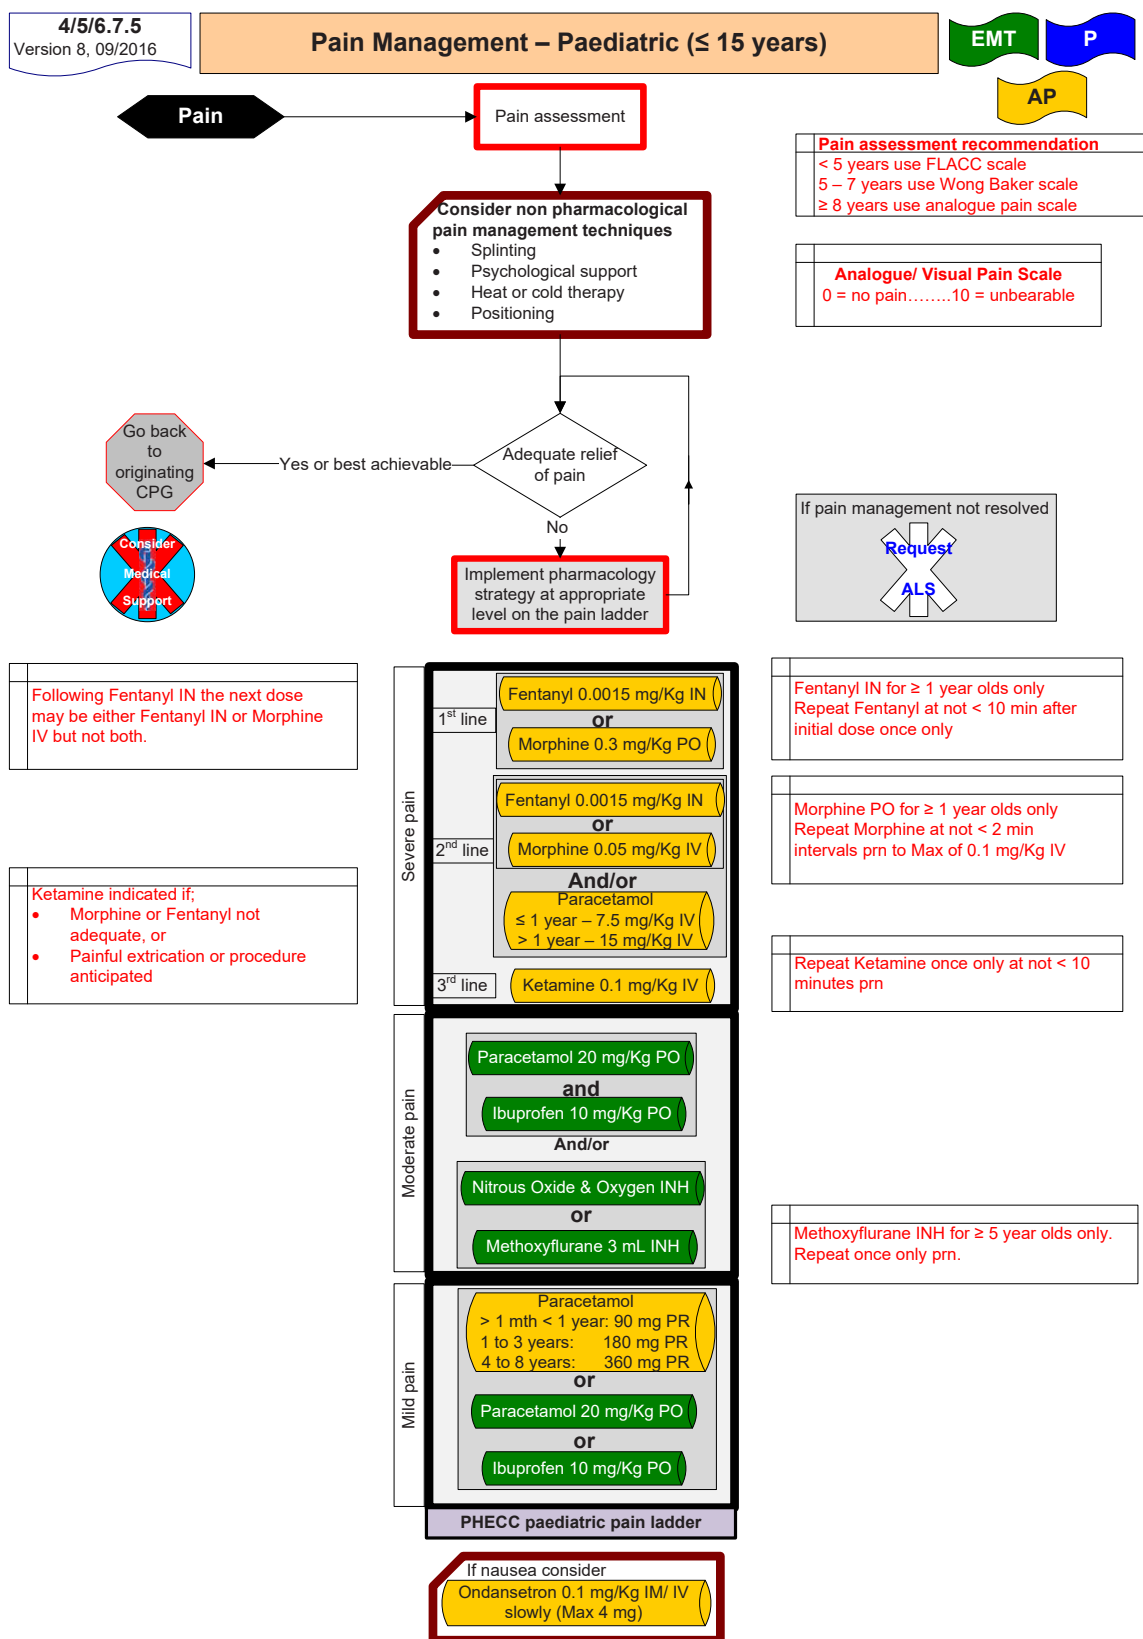 4/5/6.7.5
Version 8, 09/2016
Pain Management – Paediatric (≤ 15 years)
EMT
P
AP
Pain
Pain assessment
Pain assessment recommendation
< 5 years use FLACC scale
5 – 7 years use Wong Baker scale
≥ 8 years use analogue pain scale
Consider non pharmacological
pain management techniques
• Splinting
• Psychological support
• Heat or cold therapy
• Positioning
Analogue/ Visual Pain Scale
0 = no pain……..10 = unbearable
Adequate relief
of pain
Yes or best achievable
Go back
to
originating
CPG
No
Consider
Medical
Support
Implement pharmacology
strategy at appropriate
level on the pain ladder
If pain management not resolved
Request
ALS
Following Fentanyl IN the next dose
may be either Fentanyl IN or Morphine
IV but not both.
Ketamine indicated if;
• Morphine or Fentanyl not
adequate, or
• Painful extrication or procedure
anticipated
Severe pain
1st line
Fentanyl 0.0015 mg/Kg IN
or
Morphine 0.3 mg/Kg PO
2nd line
Fentanyl 0.0015 mg/Kg IN
or
Morphine 0.05 mg/Kg IV
And/or
Paracetamol
≤ 1 year – 7.5 mg/Kg IV
> 1 year – 15 mg/Kg IV
3rd line
Ketamine 0.1 mg/Kg IV
Fentanyl IN for ≥ 1 year olds only
Repeat Fentanyl at not < 10 min after
initial dose once only
Morphine PO for ≥ 1 year olds only
Repeat Morphine at not < 2 min
intervals prn to Max of 0.1 mg/Kg IV
Repeat Ketamine once only at not < 10
minutes prn
Moderate pain
Paracetamol 20 mg/Kg PO
and
Ibuprofen 10 mg/Kg PO
And/or
Nitrous Oxide & Oxygen INH
or
Methoxyflurane 3 mL INH
Methoxyflurane INH for ≥ 5 year olds only.
Repeat once only prn.
Mild pain
Paracetamol
> 1 mth < 1 year: 90 mg PR
1 to 3 years: 180 mg PR
4 to 8 years: 360 mg PR
or
Paracetamol 20 mg/Kg PO
or
Ibuprofen 10 mg/Kg PO
PHECC paediatric pain ladder
If nausea consider
Ondansetron 0.1 mg/Kg IM/ IV
slowly (Max 4 mg)